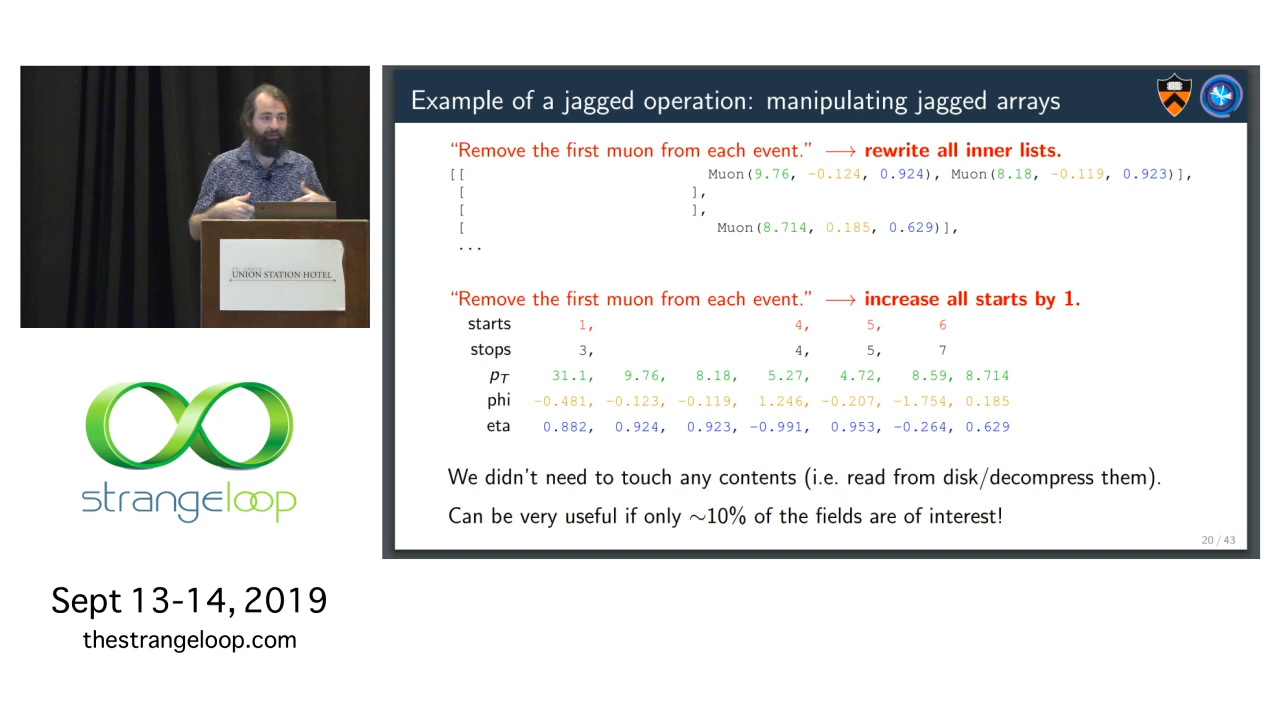 Example of a jagged operation: manipulating jagged arrays
“Remove the first muon from each event.” ⟶ rewrite all inner lists.
[[ Muon(9.76, -0.124, 0.924), Muon(8.18, -0.119, 0.923)],
[ ],
[ ],
[ Muon(8.714, 0.185, 0.629)],
...
“Remove the first muon from each event.” ⟶ increase all starts by 1.
starts 1, 4, 5, 6
stops 3, 4, 5, 7
pT 31.1, 9.76, 8.18, 5.27, 4.72, 8.59, 8.714
phi -0.481, -0.123, -0.119, 1.246, -0.207, -1.754, 0.185
eta 0.882, 0.924, 0.923, -0.991, 0.953, -0.264, 0.629
We didn't need to touch any contents (i.e. read from disk/decompress them).
Can be very useful if only ~10% of the fields are of interest!
20 / 43
ST. LOUIS
UNION STATION HOTEL
strangeloop
Sept 13-14, 2019
thestrangeloop.com